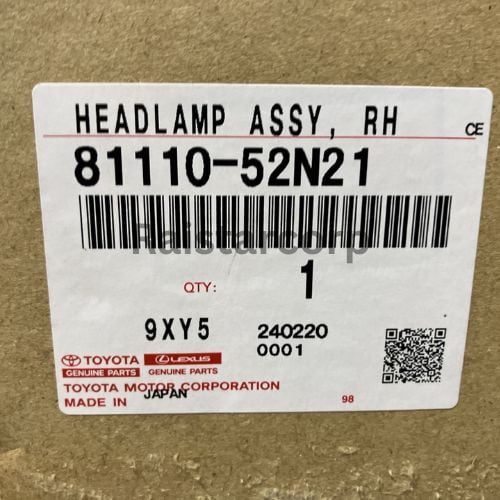 HEADLAMP ASSY, RH CE
81110-52N21
Raistarcorp
QTY: 1
9XY5 240220
0001
TOYOTA LEXUS
GENUINE PARTS GENUINE PARTS
TOYOTA MOTOR CORPORATION
MADE IN JAPAN
98